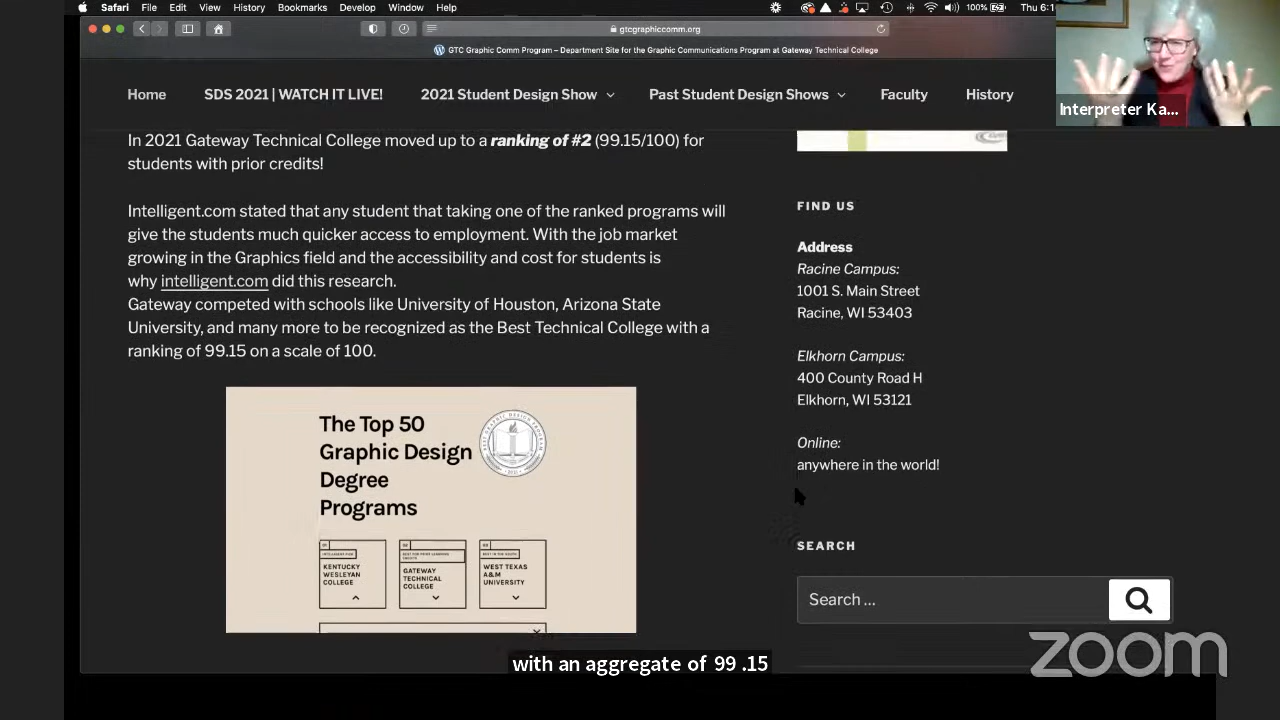 Safari File Edit View History Bookmarks Develop Window Help 100% Thu 6:1
gtcgraphiccomm.org
GTC Graphic Comm Program – Department Site for the Graphic Communications Program at Gateway Technical College
Home SDS 2021 | WATCH IT LIVE! 2021 Student Design Show Past Student Design Shows Faculty History
Interpreter Ka...
In 2021 Gateway Technical College moved up to a ranking of #2 (99.15/100) for
students with prior credits!
Intelligent.com stated that any student that taking one of the ranked programs will
give the students much quicker access to employment. With the job market
growing in the Graphics field and the accessibility and cost for students is
why intelligent.com did this research.
Gateway competed with schools like University of Houston, Arizona State
University, and many more to be recognized as the Best Technical College with a
ranking of 99.15 on a scale of 100.
The Top 50
Graphic Design
Degree
Programs
KENTUCKY
WESLEYAN
COLLEGE
GATEWAY
TECHNICAL
COLLEGE
WEST TEXAS
A&M
UNIVERSITY
FIND US
Address
Racine Campus:
1001 S. Main Street
Racine, WI 53403
Elkhorn Campus:
400 County Road H
Elkhorn, WI 53121
Online:
anywhere in the world!
SEARCH
Search ...
with an aggregate of 99 .15
zoom